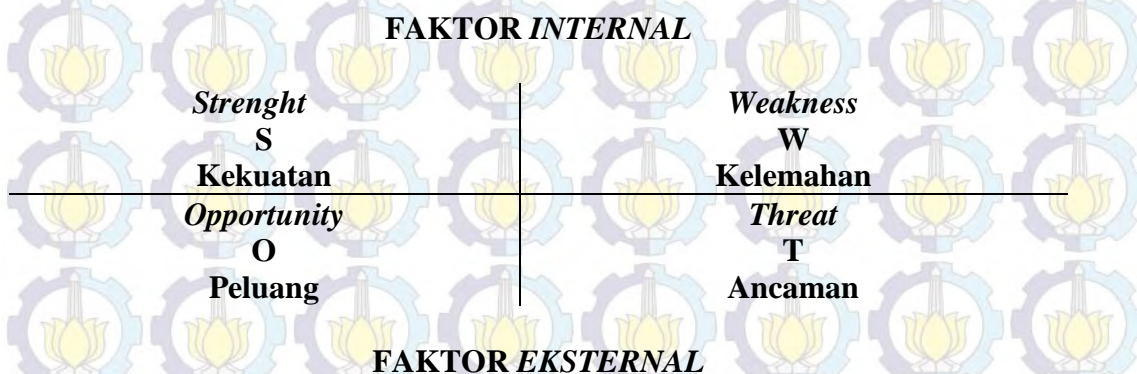 FAKTOR INTERNAL
Strenght Weakness
S W
Kekuatan Kelemahan
Opportunity Threat
O T
Peluang Ancaman
FAKTOR EKSTERNAL